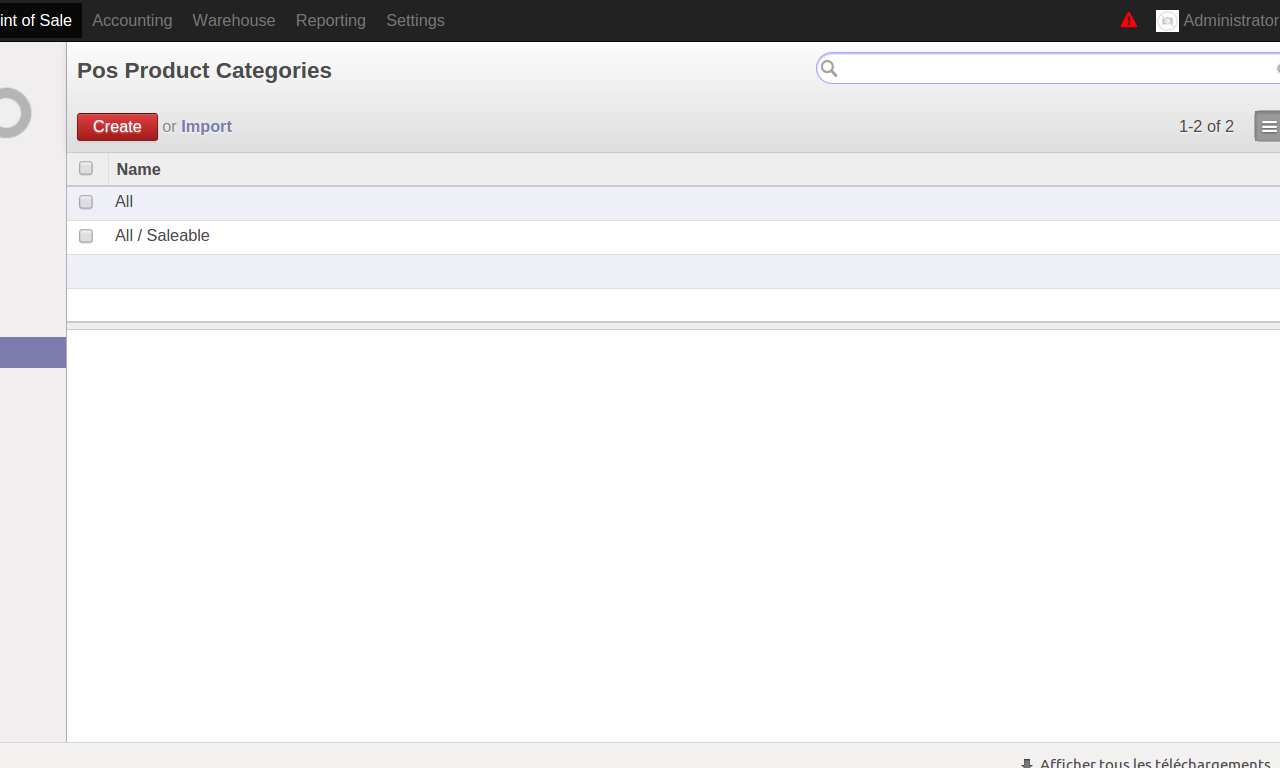 int of Sale Accounting Warehouse Reporting Settings Administrator
Pos Product Categories
Create or Import 1-2 of 2
Name
All
All / Saleable
Afficher tous les téléchargements